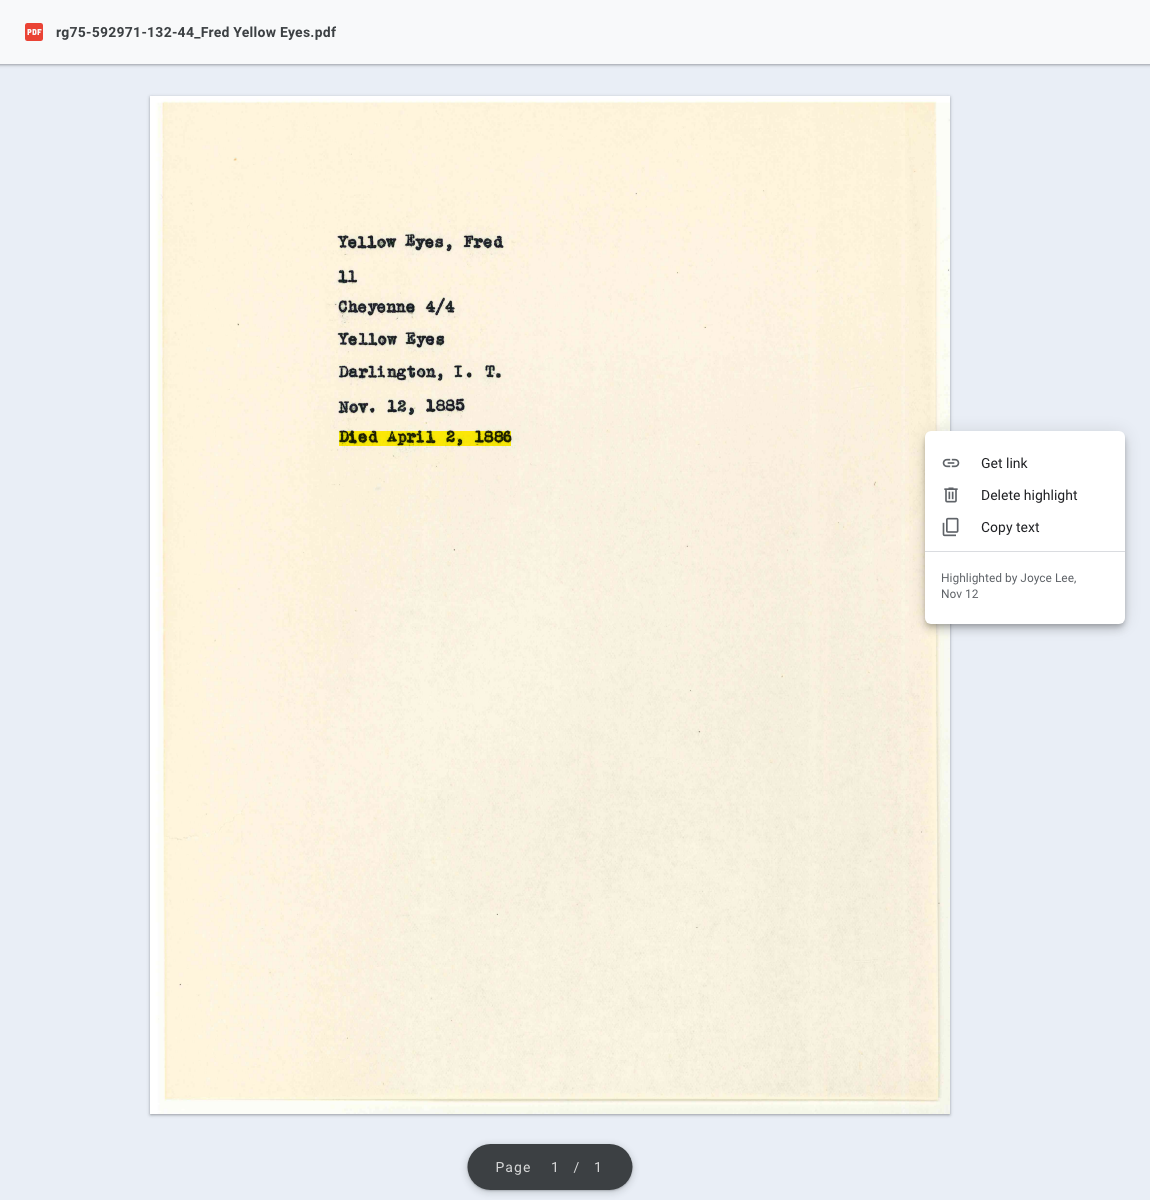 PDF rg75-592971-132-44_Fred Yellow Eyes.pdf
Yellow Eyes, Fred
11
Cheyenne 4/4
Yellow Eyes
Darlington, I. T.
Nov. 12, 1885
Died April 2, 1886
Get link
Delete highlight
Copy text
Highlighted by Joyce Lee,
Nov 12
Page 1 / 1